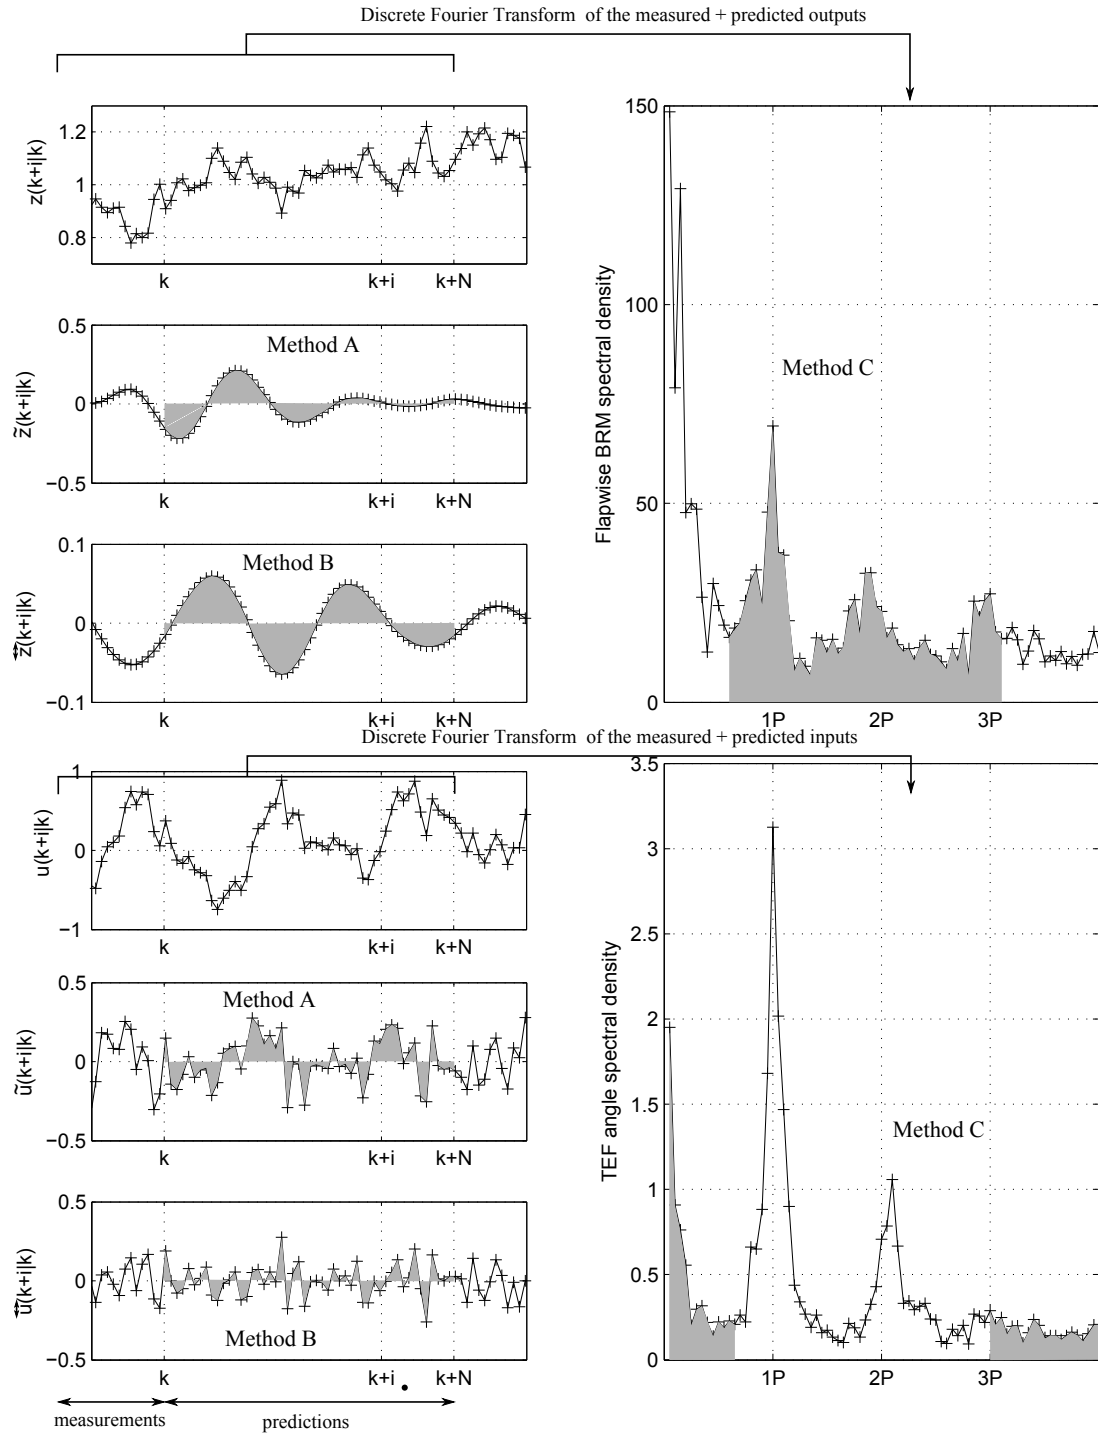 Discrete Fourier Transform of the measured + predicted outputs
1.2
1
0.8
z(k+i|k)
k
k+i
k+N
0.5
0
−0.5
z̃(k+i|k)
Method A
k
k+i
k+N
0.1
0
−0.1
z̃(k+i|k)
Method B
k
k+i
k+N
150
100
50
0
Flapwise BRM spectral density
Method C
1P
2P
3P
Discrete Fourier Transform of the measured + predicted inputs
1
0
−1
u(k+i|k)
k
k+i
k+N
0.5
0
−0.5
ũ(k+i|k)
Method A
k
k+i
k+N
0.5
0
−0.5
ũ(k+i|k)
Method B
k
k+i
k+N
measurements
predictions
3.5
3
2.5
2
1.5
1
0.5
0
TEF angle spectral density
Method C
1P
2P
3P